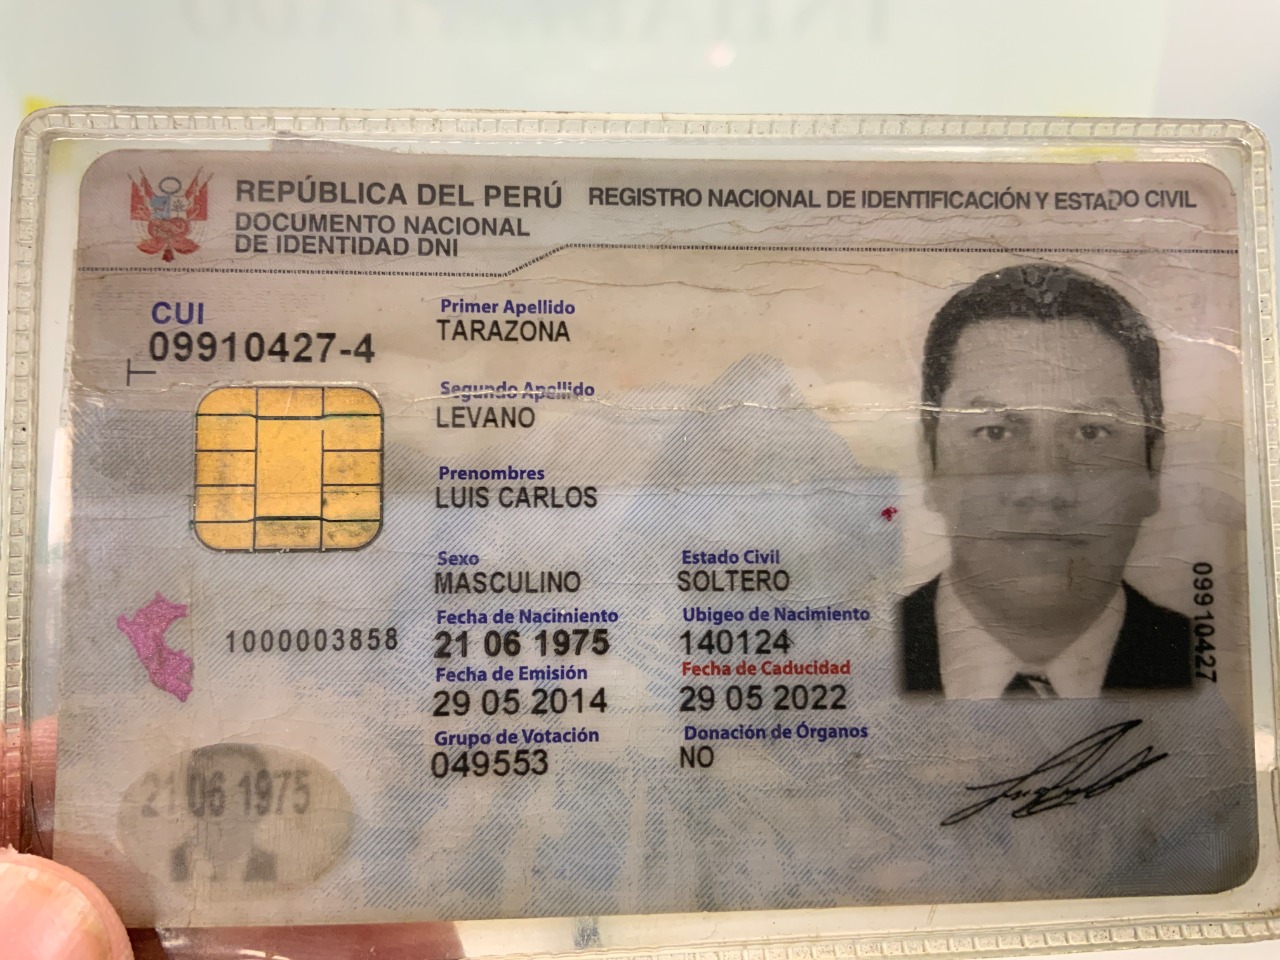 REPÚBLICA DEL PERÚ REGISTRO NACIONAL DE IDENTIFICACIÓN Y ESTADO CIVIL
DOCUMENTO NACIONAL
DE IDENTIDAD DNI
CUI
09910427-4
Primer Apellido
TARAZONA
Segundo Apellido
LEVANO
Prenombres
LUIS CARLOS
Sexo
MASCULINO
Estado Civil
SOLTERO
Fecha de Nacimiento
21 06 1975
Ubigeo de Nacimiento
140124
Fecha de Emisión
29 05 2014
Fecha de Caducidad
29 05 2022
Grupo de Votación
049553
Donación de Órganos
NO
1000003858
21 06 1975
09910427